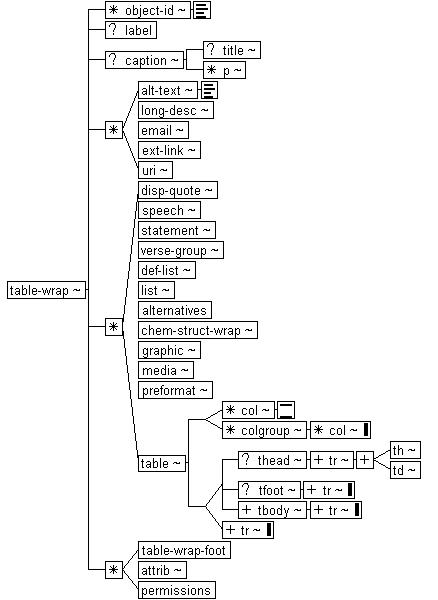 * object-id ~
? label
? caption ~
? title ~
* p ~
alt-text ~
long-desc ~
email ~
* ext-link ~
uri ~
disp-quote ~
speech ~
statement ~
verse-group ~
def-list ~
table-wrap ~ list ~
alternatives
* chem-struct-wrap ~
graphic ~
media ~
preformat ~
* col ~
* colgroup ~ * col ~
th ~
table ~ ? thead ~ + tr ~ +
td ~
? tfoot ~ + tr ~
+ tbody ~ + tr ~
+ tr ~
table-wrap-foot
* attrib ~
permissions